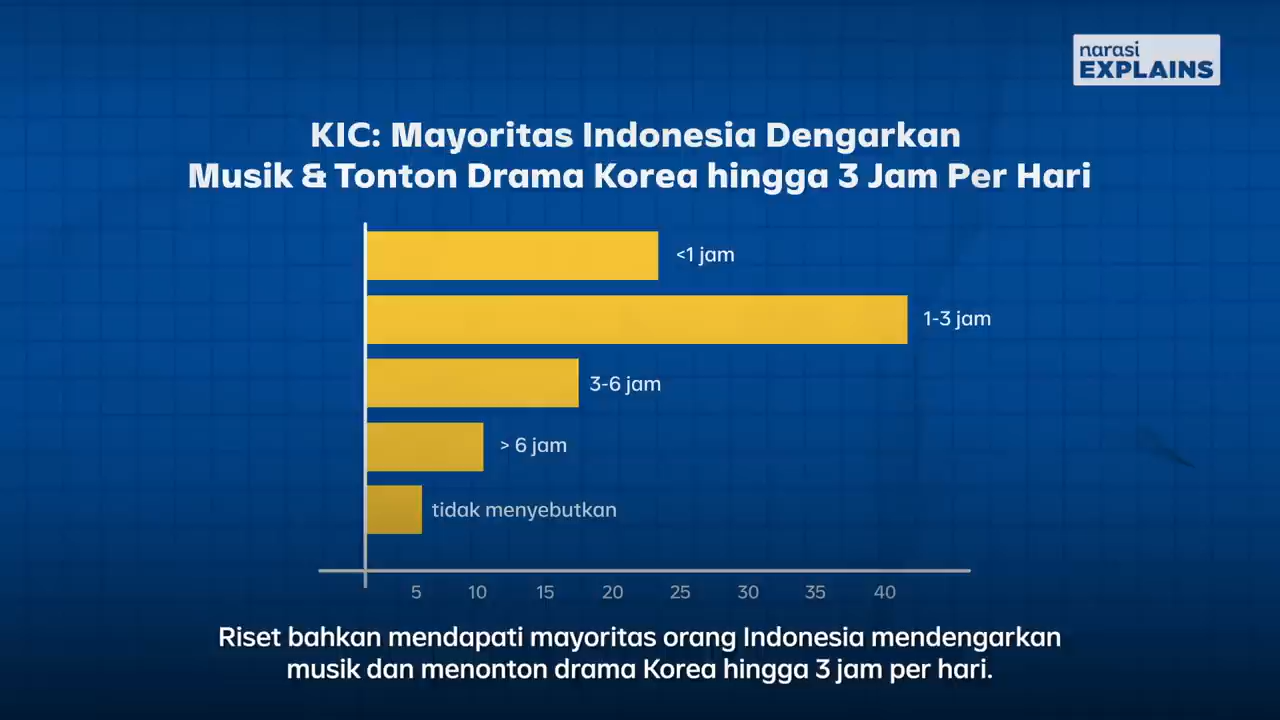 narasi
EXPLAINS
KIC: Mayoritas Indonesia Dengarkan
Musik & Tonton Drama Korea hingga 3 Jam Per Hari
<1 jam
1-3 jam
3-6 jam
> 6 jam
tidak menyebutkan
5 10 15 20 25 30 35 40
Riset bahkan mendapati mayoritas orang Indonesia mendengarkan
musik dan menonton drama Korea hingga 3 jam per hari.